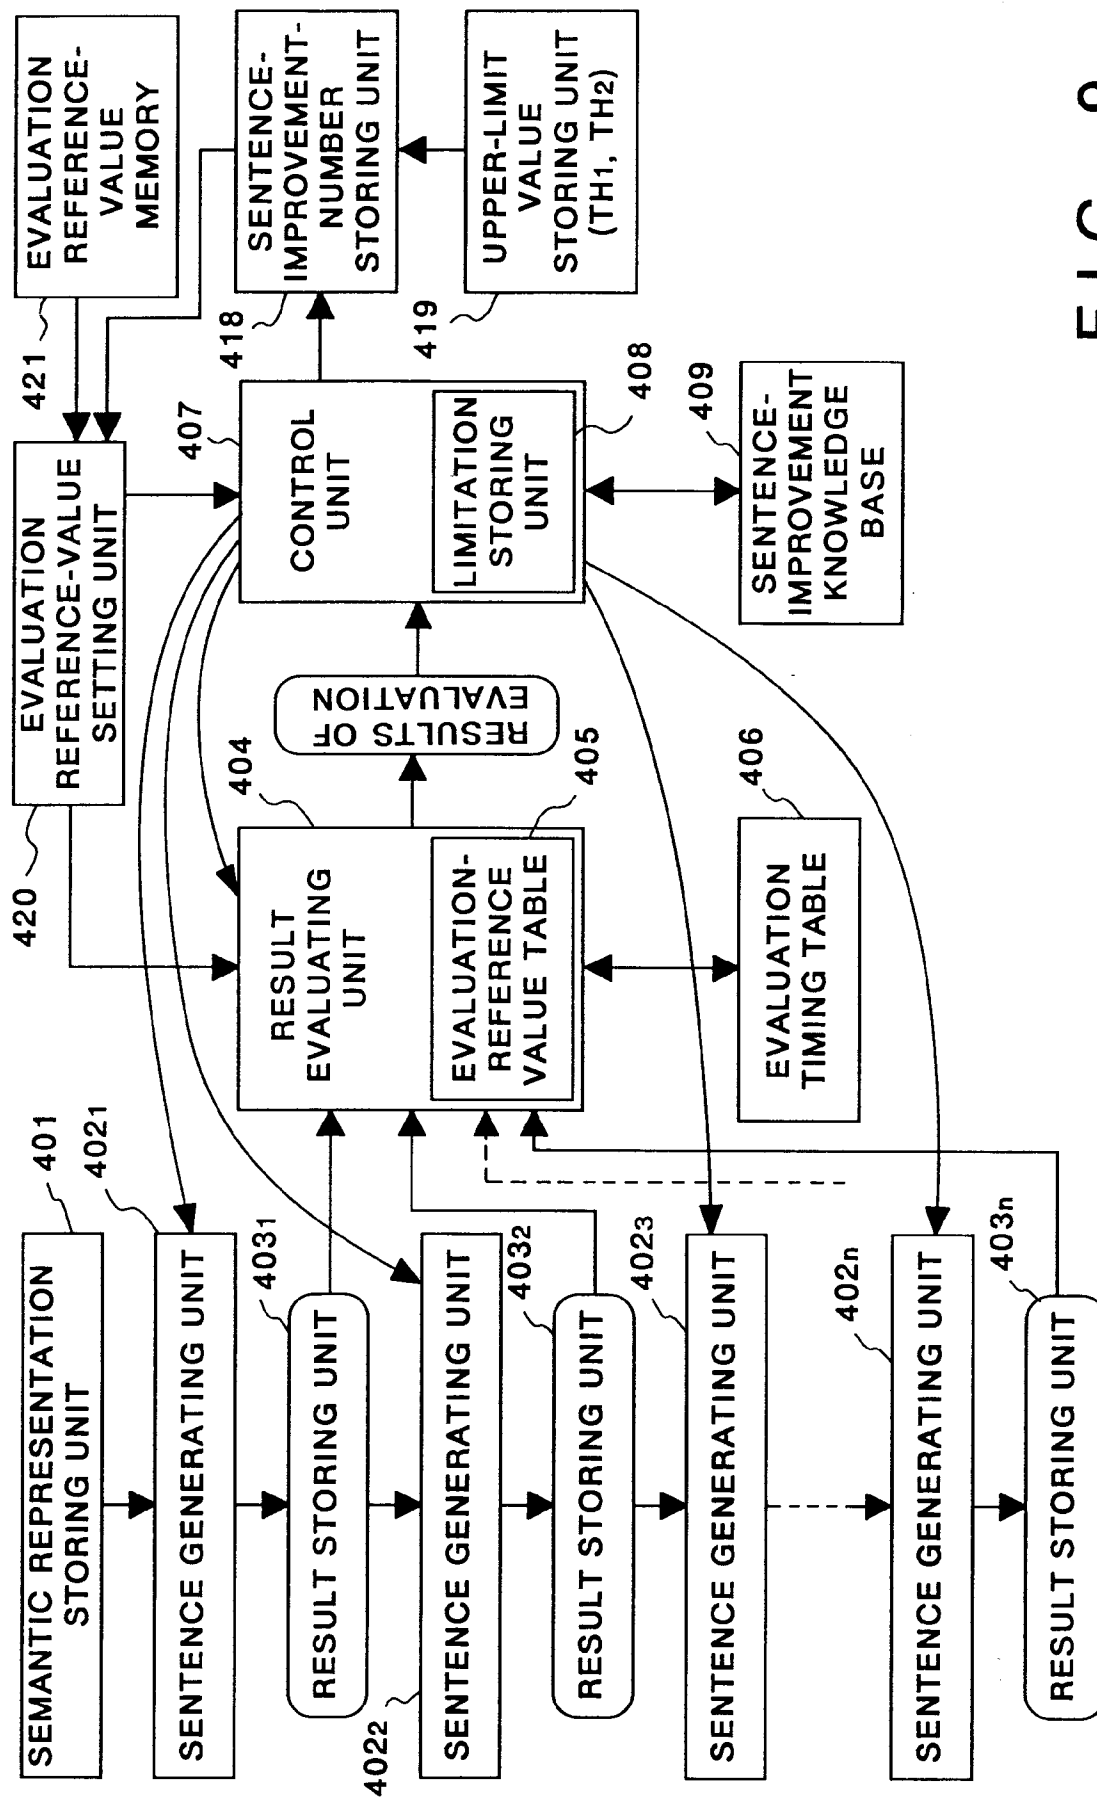 SEMANTIC REPRESENTATION
STORING UNIT
401
SENTENCE GENERATING UNIT
4021
RESULT STORING UNIT
4031
SENTENCE GENERATING UNIT
4022
RESULT STORING UNIT
4032
SENTENCE GENERATING UNIT
4023
SENTENCE GENERATING UNIT
402n
RESULT STORING UNIT
403n
RESULT
EVALUATING
UNIT
404
EVALUATION-
REFERENCE
VALUE TABLE
405
EVALUATION
TIMING TABLE
406
RESULTS OF
EVALUATION
CONTROL
UNIT
407
LIMITATION
STORING
UNIT
408
SENTENCE-
IMPROVEMENT
KNOWLEDGE
BASE
409
EVALUATION
REFERENCE-VALUE
SETTING UNIT
420
EVALUATION
REFERENCE-
VALUE
MEMORY
421
SENTENCE-
IMPROVEMENT-
NUMBER
STORING UNIT
418
UPPER-LIMIT
VALUE
STORING UNIT
(TH1, TH2)
419